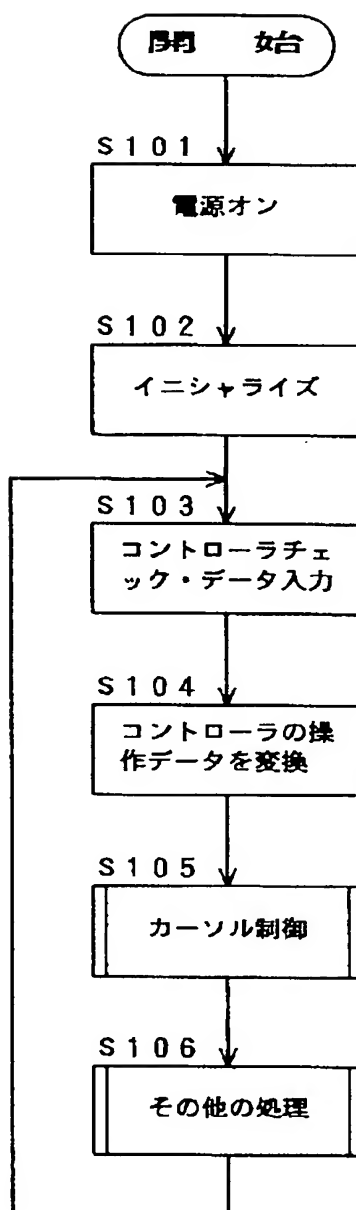 開 始
S101
電源オン
S102
イニシャライズ
S103
コントローラチェ
ック・データ入力
S104
コントローラの操
作データを変換
S105
カーソル制御
S106
その他の処理